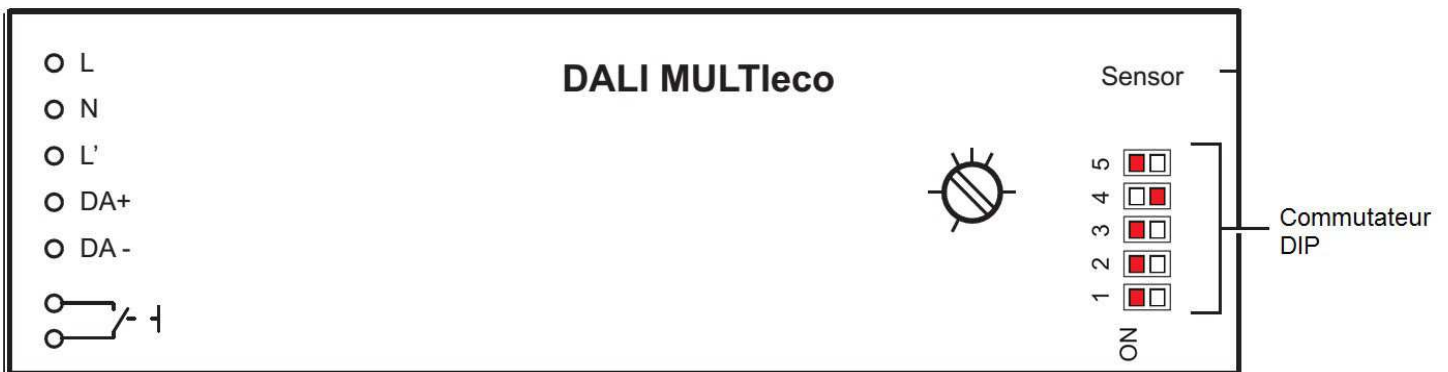 L
N
L'
DA+
DA -
DALI MULTIeco
Sensor
5
4
3
2
1
ON
Commutateur
DIP